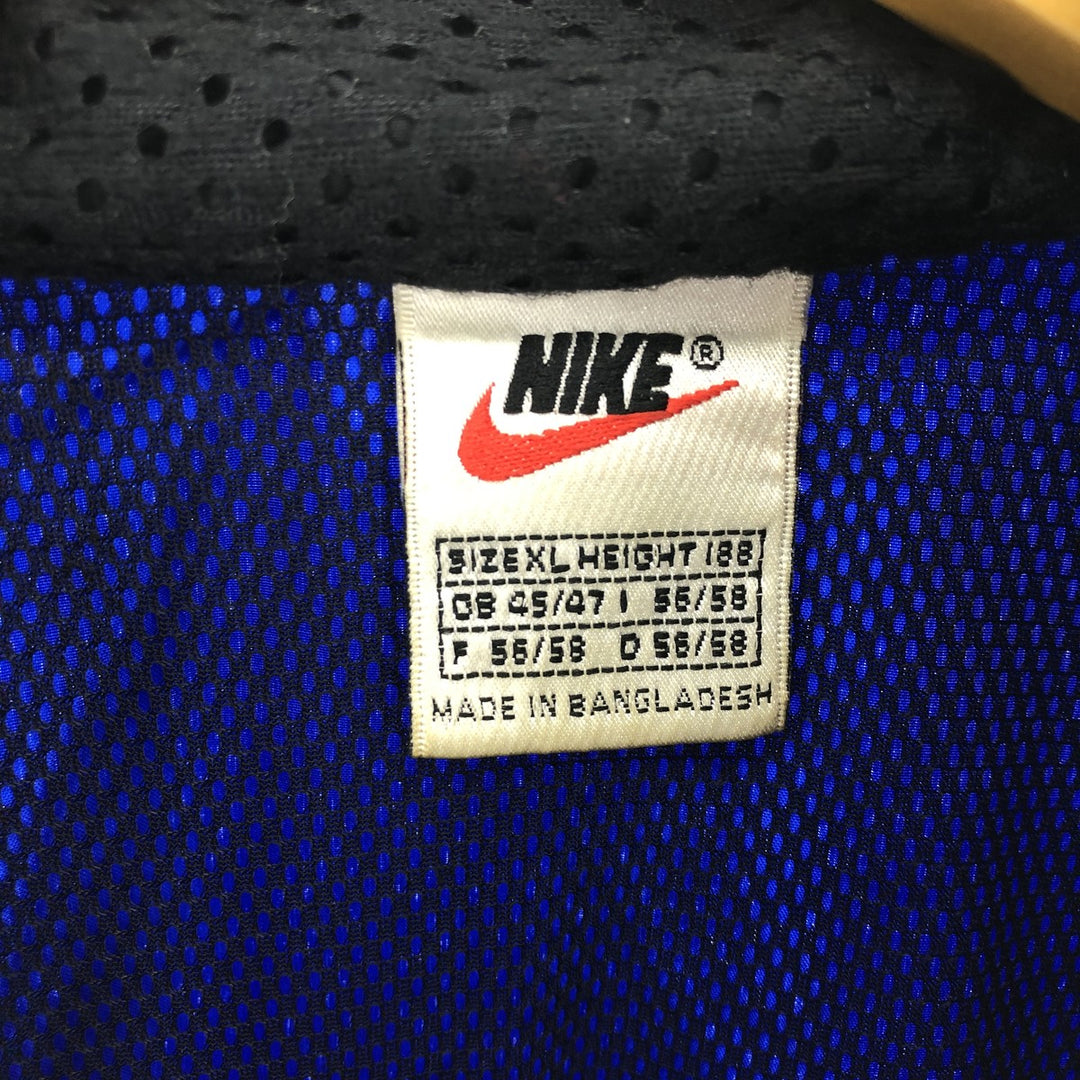 NIKE®
SIZE XL HEIGHT 188
GB 45/47 I 56/58
F 56/58 D 56/58
MADE IN BANGLADESH